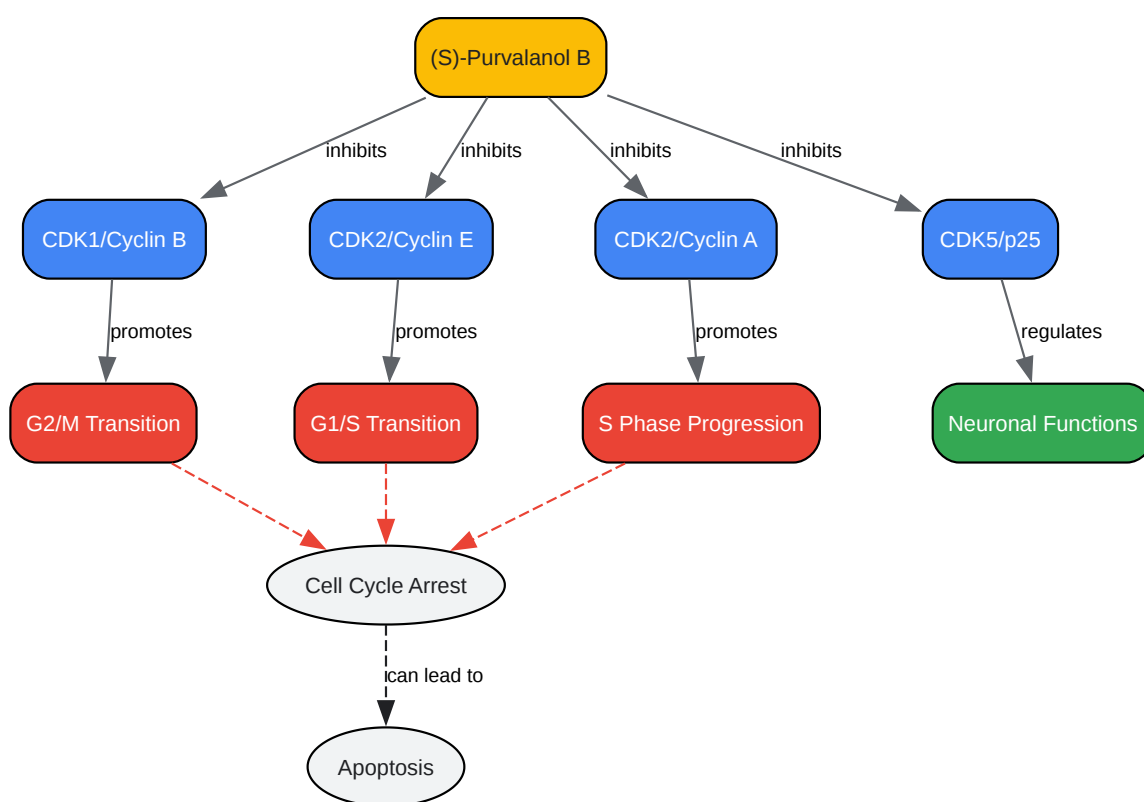 (S)-Purvalanol B
inhibits
inhibits
inhibits
inhibits
CDK1/Cyclin B
CDK2/Cyclin E
CDK2/Cyclin A
CDK5/p25
promotes
promotes
promotes
regulates
G2/M Transition
G1/S Transition
S Phase Progression
Neuronal Functions
Cell Cycle Arrest
can lead to
Apoptosis